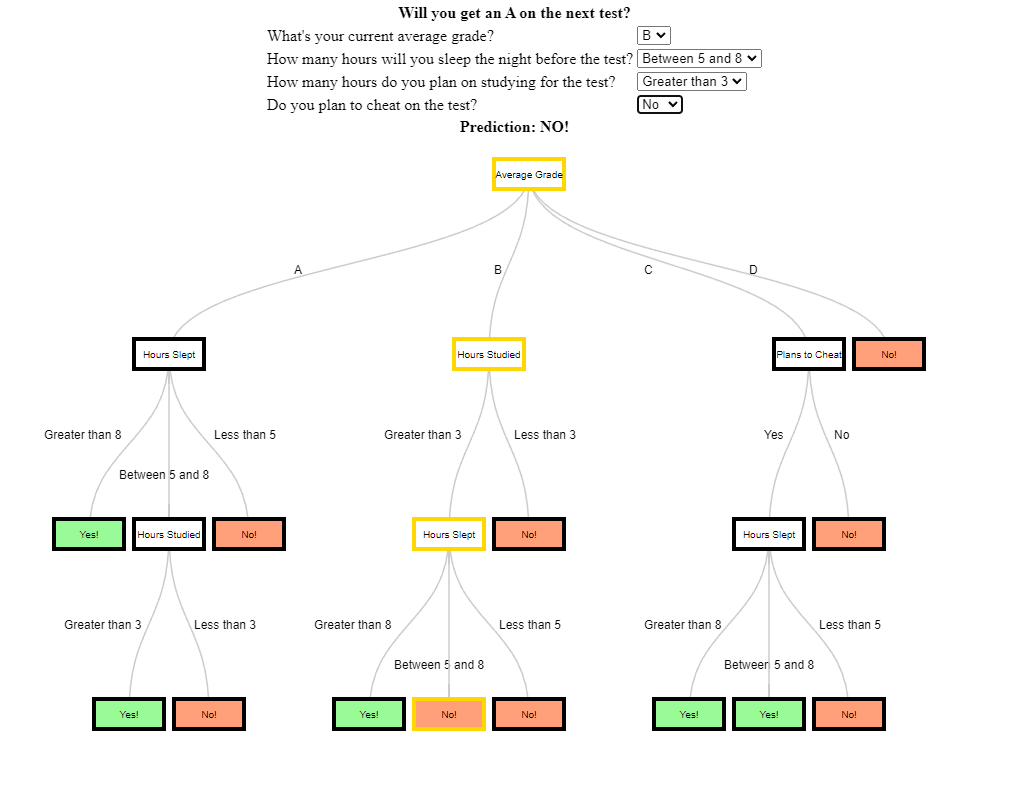 Will you get an A on the next test?
What's your current average grade? B
How many hours will you sleep the night before the test? Between 5 and 8
How many hours do you plan on studying for the test? Greater than 3
Do you plan to cheat on the test? No
Prediction: NO!
Average Grade
A B C D
Hours Slept Hours Studied Plans to Cheat No!
Greater than 8 Less than 5 Greater than 3 Less than 3 Yes No
Between 5 and 8
Yes! Hours Studied No! Hours Slept No! Hours Slept No!
Greater than 3 Less than 3 Greater than 8 Less than 5 Greater than 8 Less than 5
Between 5 and 8 Between 5 and 8
Yes! No! Yes! No! No! Yes! Yes! No!